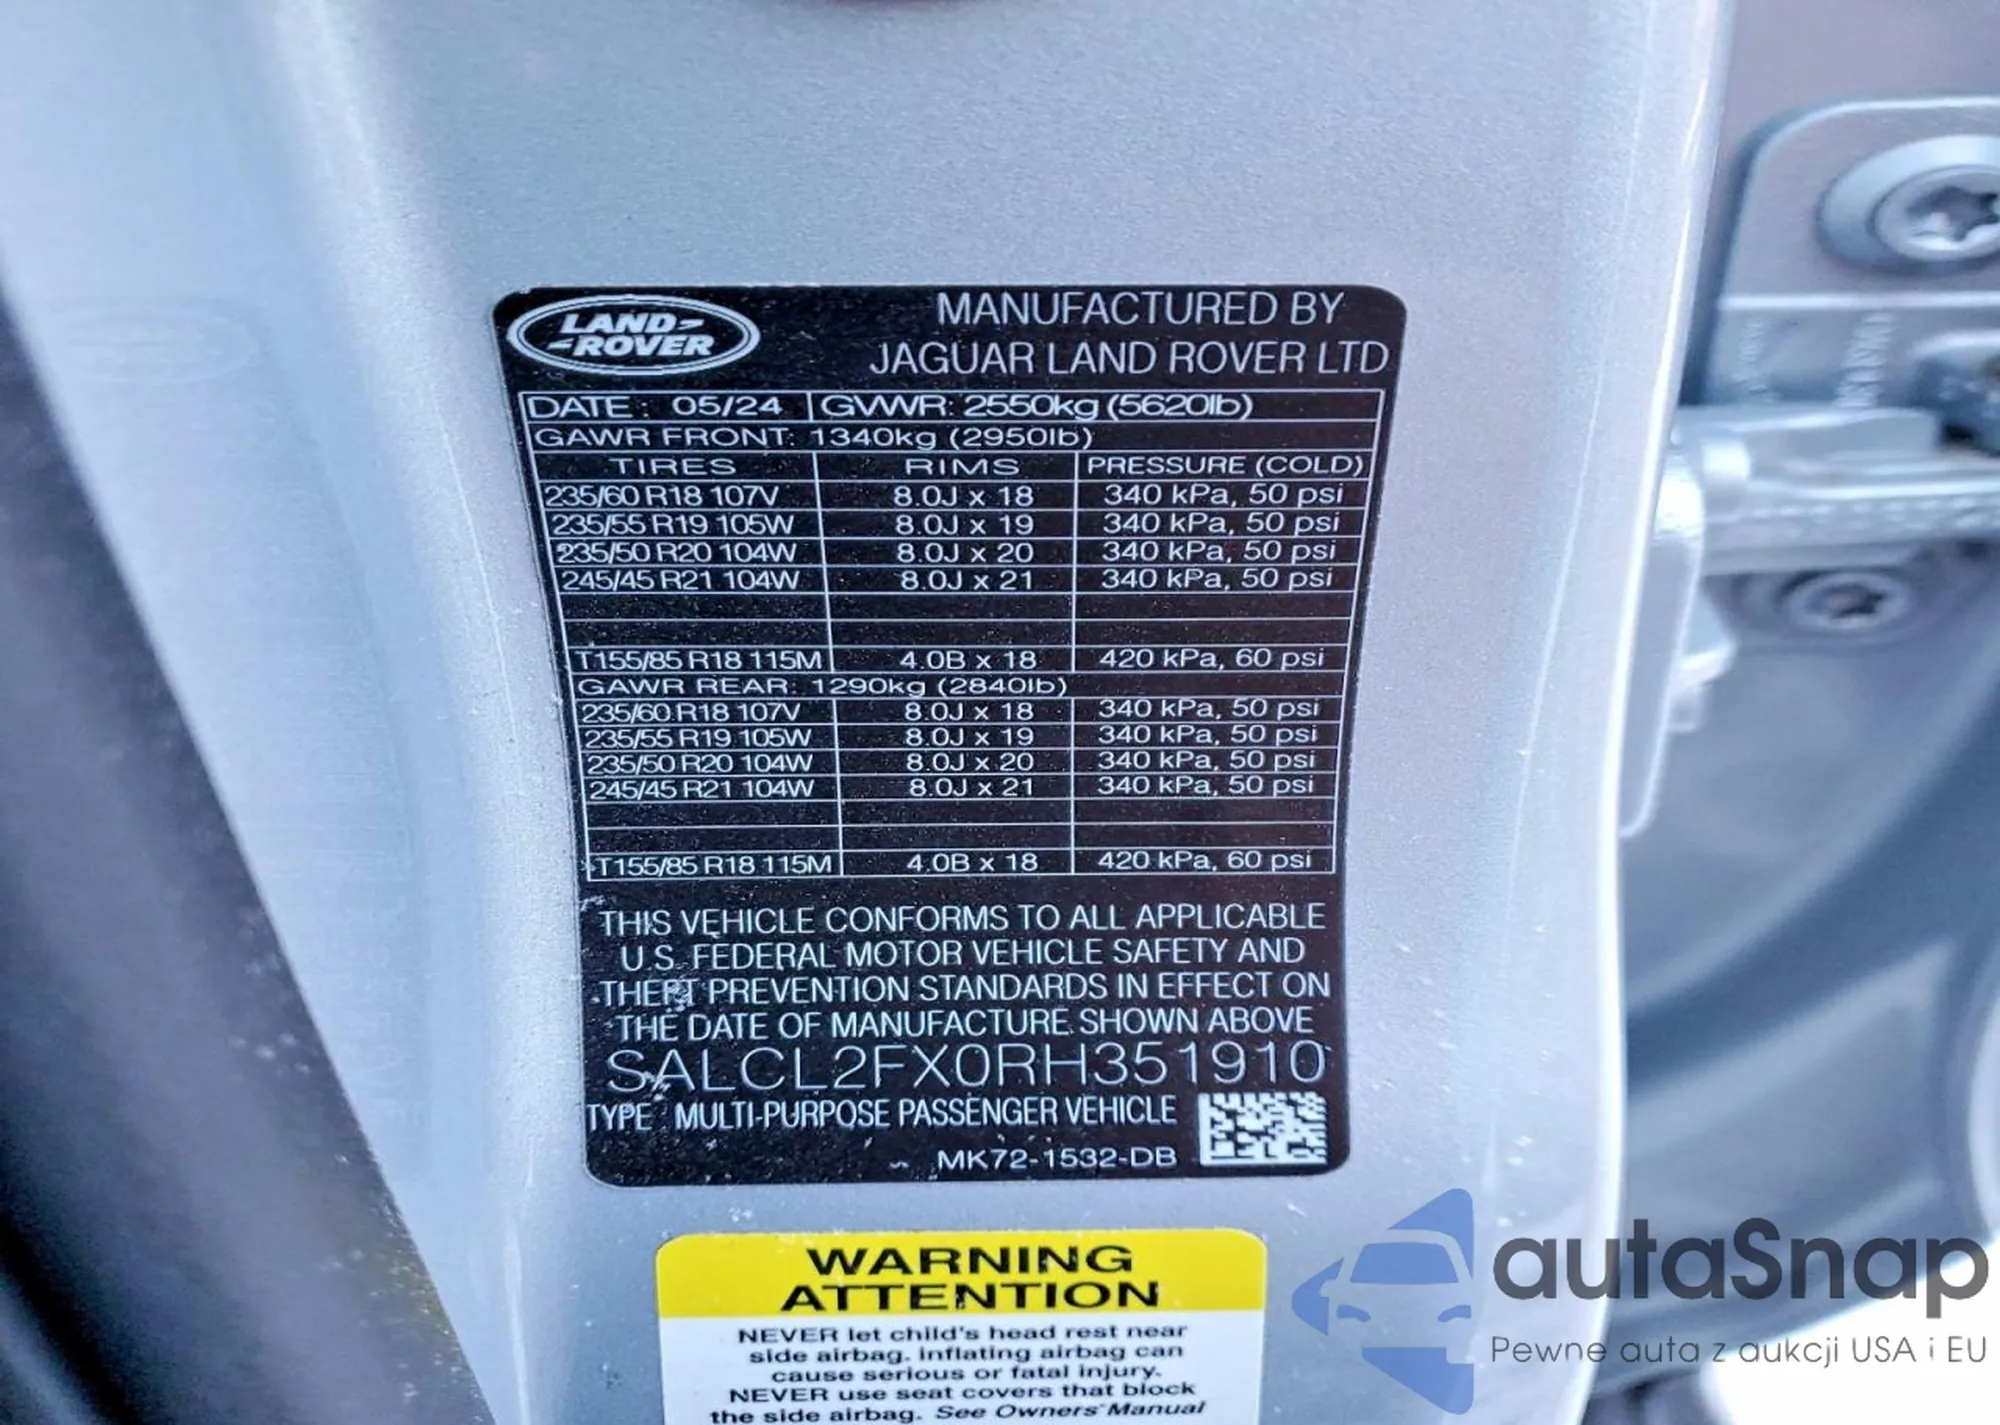 LAND-
-ROVER
MANUFACTURED BY
JAGUAR LAND ROVER LTD
DATE: 05/24 GVWR: 2550kg (5620lb)
GAWR FRONT: 1340kg (2950lb)
TIRES RIMS PRESSURE (COLD)
235/60 R18 107V 8.0J x 18 340 kPa, 50 psi
235/55 R19 105W 8.0J x 19 340 kPa, 50 psi
235/50 R20 104W 8.0J x 20 340 kPa, 50 psi
245/45 R21 104W 8.0J x 21 340 kPa, 50 psi
T155/85 R18 115M 4.0B x 18 420 kPa, 60 psi
GAWR REAR: 1290kg (2840lb)
235/60 R18 107V 8.0J x 18 340 kPa, 50 psi
235/55 R19 105W 8.0J x 19 340 kPa, 50 psi
235/50 R20 104W 8.0J x 20 340 kPa, 50 psi
245/45 R21 104W 8.0J x 21 340 kPa, 50 psi
T155/85 R18 115M 4.0B x 18 420 kPa, 60 psi
THIS VEHICLE CONFORMS TO ALL APPLICABLE
U.S. FEDERAL MOTOR VEHICLE SAFETY AND
THEFT PREVENTION STANDARDS IN EFFECT ON
THE DATE OF MANUFACTURE SHOWN ABOVE
SALCL2FX0RH351910
TYPE : MULTI-PURPOSE PASSENGER VEHICLE
MK72-1532-DB
WARNING
ATTENTION
NEVER let child's head rest near
side airbag. Inflating airbag can
cause serious or fatal injury.
NEVER use seat covers that block
the side airbag. See Owners' Manual
autaSnap
Pewne auta z aukcji USA i EU